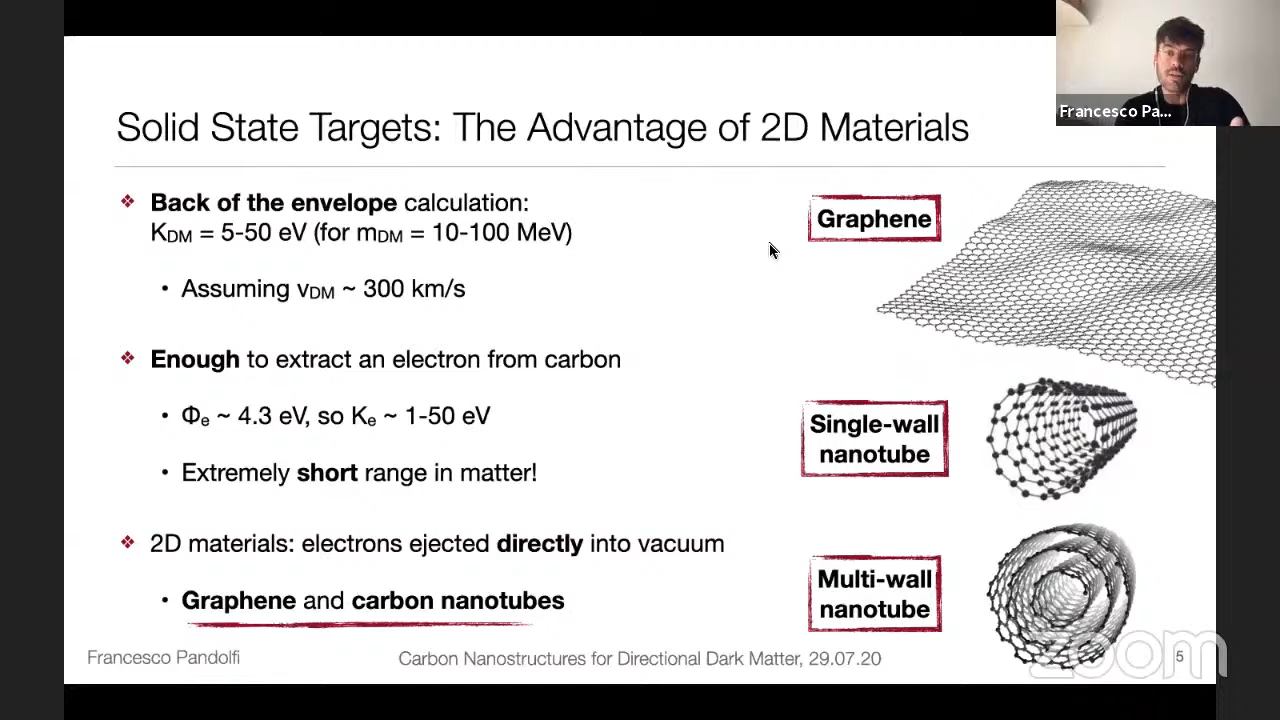 Francesco Pa...
Solid State Targets: The Advantage of 2D Materials
❖ Back of the envelope calculation:
K_DM = 5-50 eV (for m_DM = 10-100 MeV)
• Assuming v_DM ~ 300 km/s
❖ Enough to extract an electron from carbon
• Φ_e ~ 4.3 eV, so K_e ~ 1-50 eV
• Extremely short range in matter!
❖ 2D materials: electrons ejected directly into vacuum
• Graphene and carbon nanotubes
Graphene
Single-wall
nanotube
Multi-wall
nanotube
Francesco Pandolfi
Carbon Nanostructures for Directional Dark Matter, 29.07.20
5
zoom